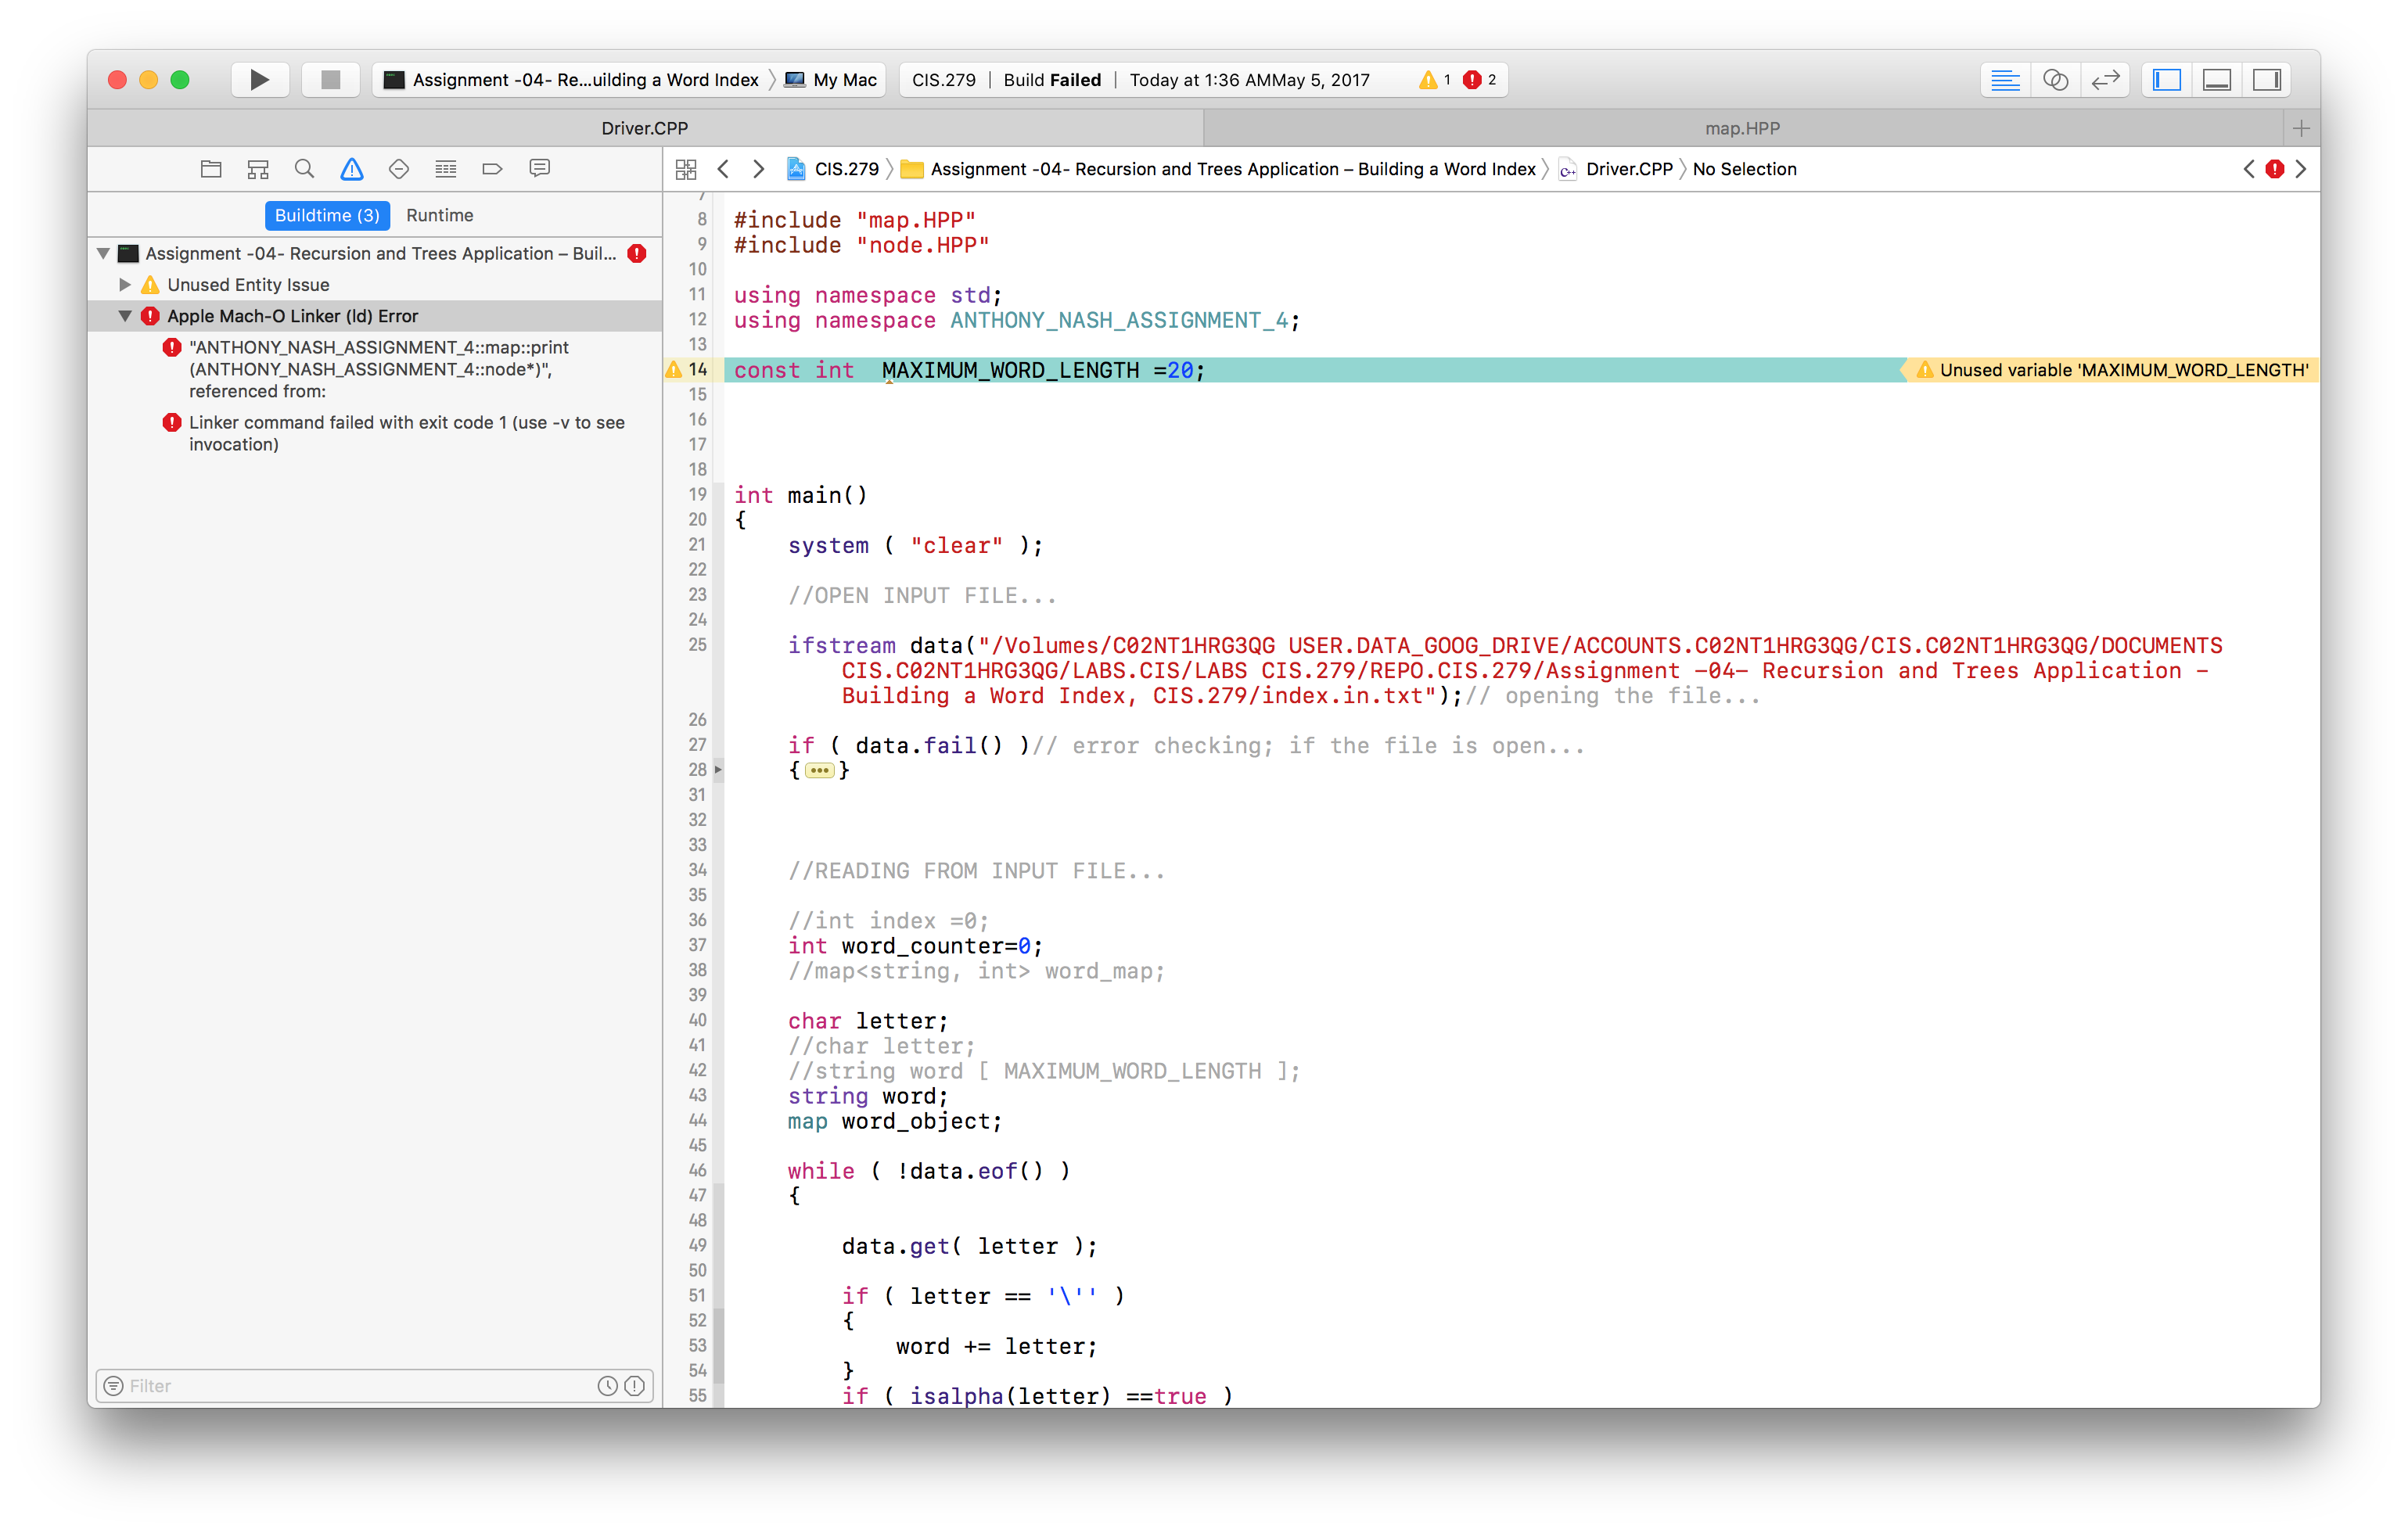 Assignment -04- Re...uilding a Word Index
My Mac
CIS.279 | Build Failed | Today at 1:36 AMMay 5, 2017
1
2
Driver.CPP
map.HPP
CIS.279
Assignment -04- Recursion and Trees Application – Building a Word Index
Driver.CPP
No Selection
Buildtime (3)
Runtime
Assignment -04- Recursion and Trees Application – Buil...
Unused Entity Issue
Apple Mach-O Linker (ld) Error
"ANTHONY_NASH_ASSIGNMENT_4::map::print
(ANTHONY_NASH_ASSIGNMENT_4::node*)",
referenced from:
Linker command failed with exit code 1 (use -v to see
invocation)
Filter
7
8 #include "map.HPP"
9 #include "node.HPP"
10
11 using namespace std;
12 using namespace ANTHONY_NASH_ASSIGNMENT_4;
13
14 const int  MAXIMUM_WORD_LENGTH =20;
Unused variable 'MAXIMUM_WORD_LENGTH'
15
16
17
18
19 int main()
20 {
21 system ( "clear" );
22
23 //OPEN INPUT FILE...
24
25 ifstream data("/Volumes/C02NT1HRG3QG USER.DATA_GOOG_DRIVE/ACCOUNTS.C02NT1HRG3QG/CIS.C02NT1HRG3QG/DOCUMENTS
CIS.C02NT1HRG3QG/LABS.CIS/LABS CIS.279/REPO.CIS.279/Assignment -04- Recursion and Trees Application -
Building a Word Index, CIS.279/index.in.txt");// opening the file...
26
27 if ( data.fail() )// error checking; if the file is open...
28 {...}
31
32
33
34 //READING FROM INPUT FILE...
35
36 //int index =0;
37 int word_counter=0;
38 //map<string, int> word_map;
39
40 char letter;
41 //char letter;
42 //string word [ MAXIMUM_WORD_LENGTH ];
43 string word;
44 map word_object;
45
46 while ( !data.eof() )
47 {
48
49 data.get( letter );
50
51 if ( letter == '\'' )
52 {
53 word += letter;
54 }
55 if ( isalpha(letter) ==true )